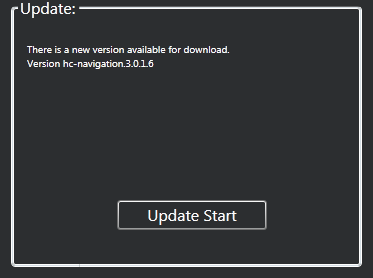 Update:
There is a new version available for download.
Version hc-navigation.3.0.1.6
Update Start